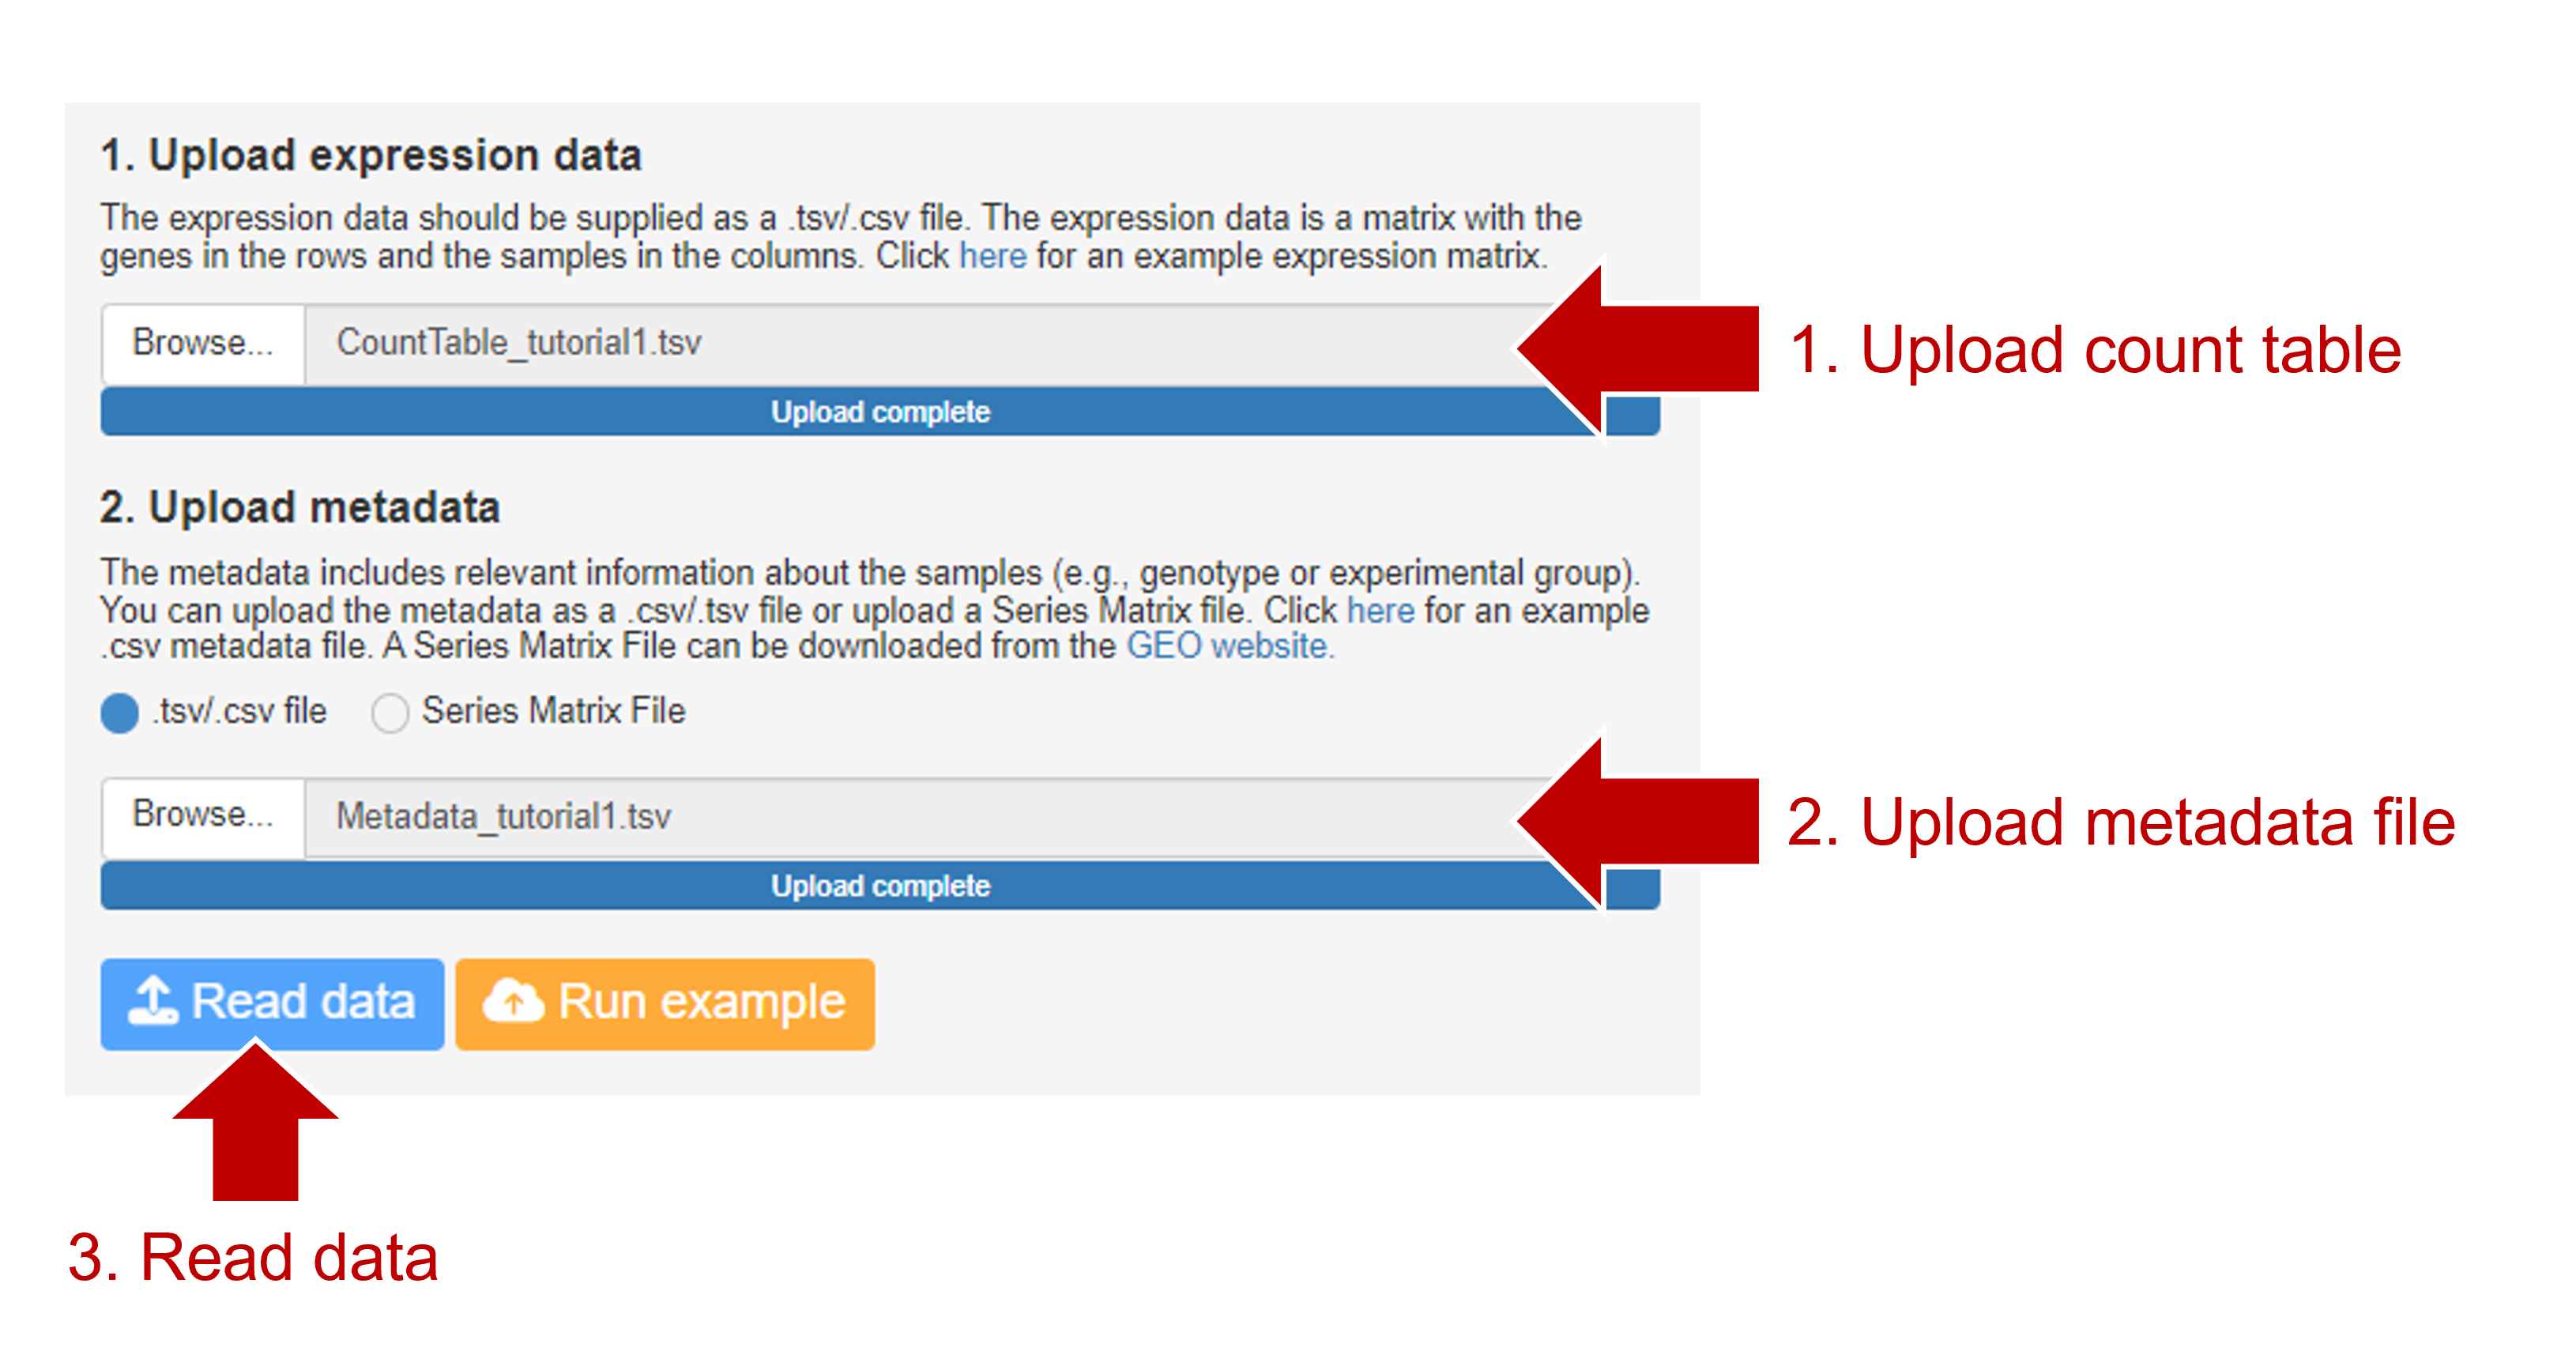 1. Upload expression data
The expression data should be supplied as a .tsv/.csv file. The expression data is a matrix with the
genes in the rows and the samples in the columns. Click here for an example expression matrix.
Browse... CountTable_tutorial1.tsv
1. Upload count table
Upload complete
2. Upload metadata
The metadata includes relevant information about the samples (e.g., genotype or experimental group).
You can upload the metadata as a .csv/.tsv file or upload a Series Matrix file. Click here for an example
.csv metadata file. A Series Matrix File can be downloaded from the GEO website.
.tsv/.csv file Series Matrix File
Browse... Metadata_tutorial1.tsv
2. Upload metadata file
Upload complete
Read data Run example
3. Read data